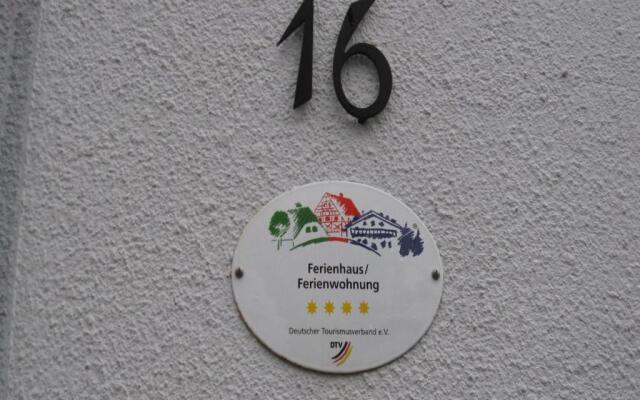 16
Ferienhaus/
Ferienwohnung
Deutscher Tourismusverband e.V.
DTV